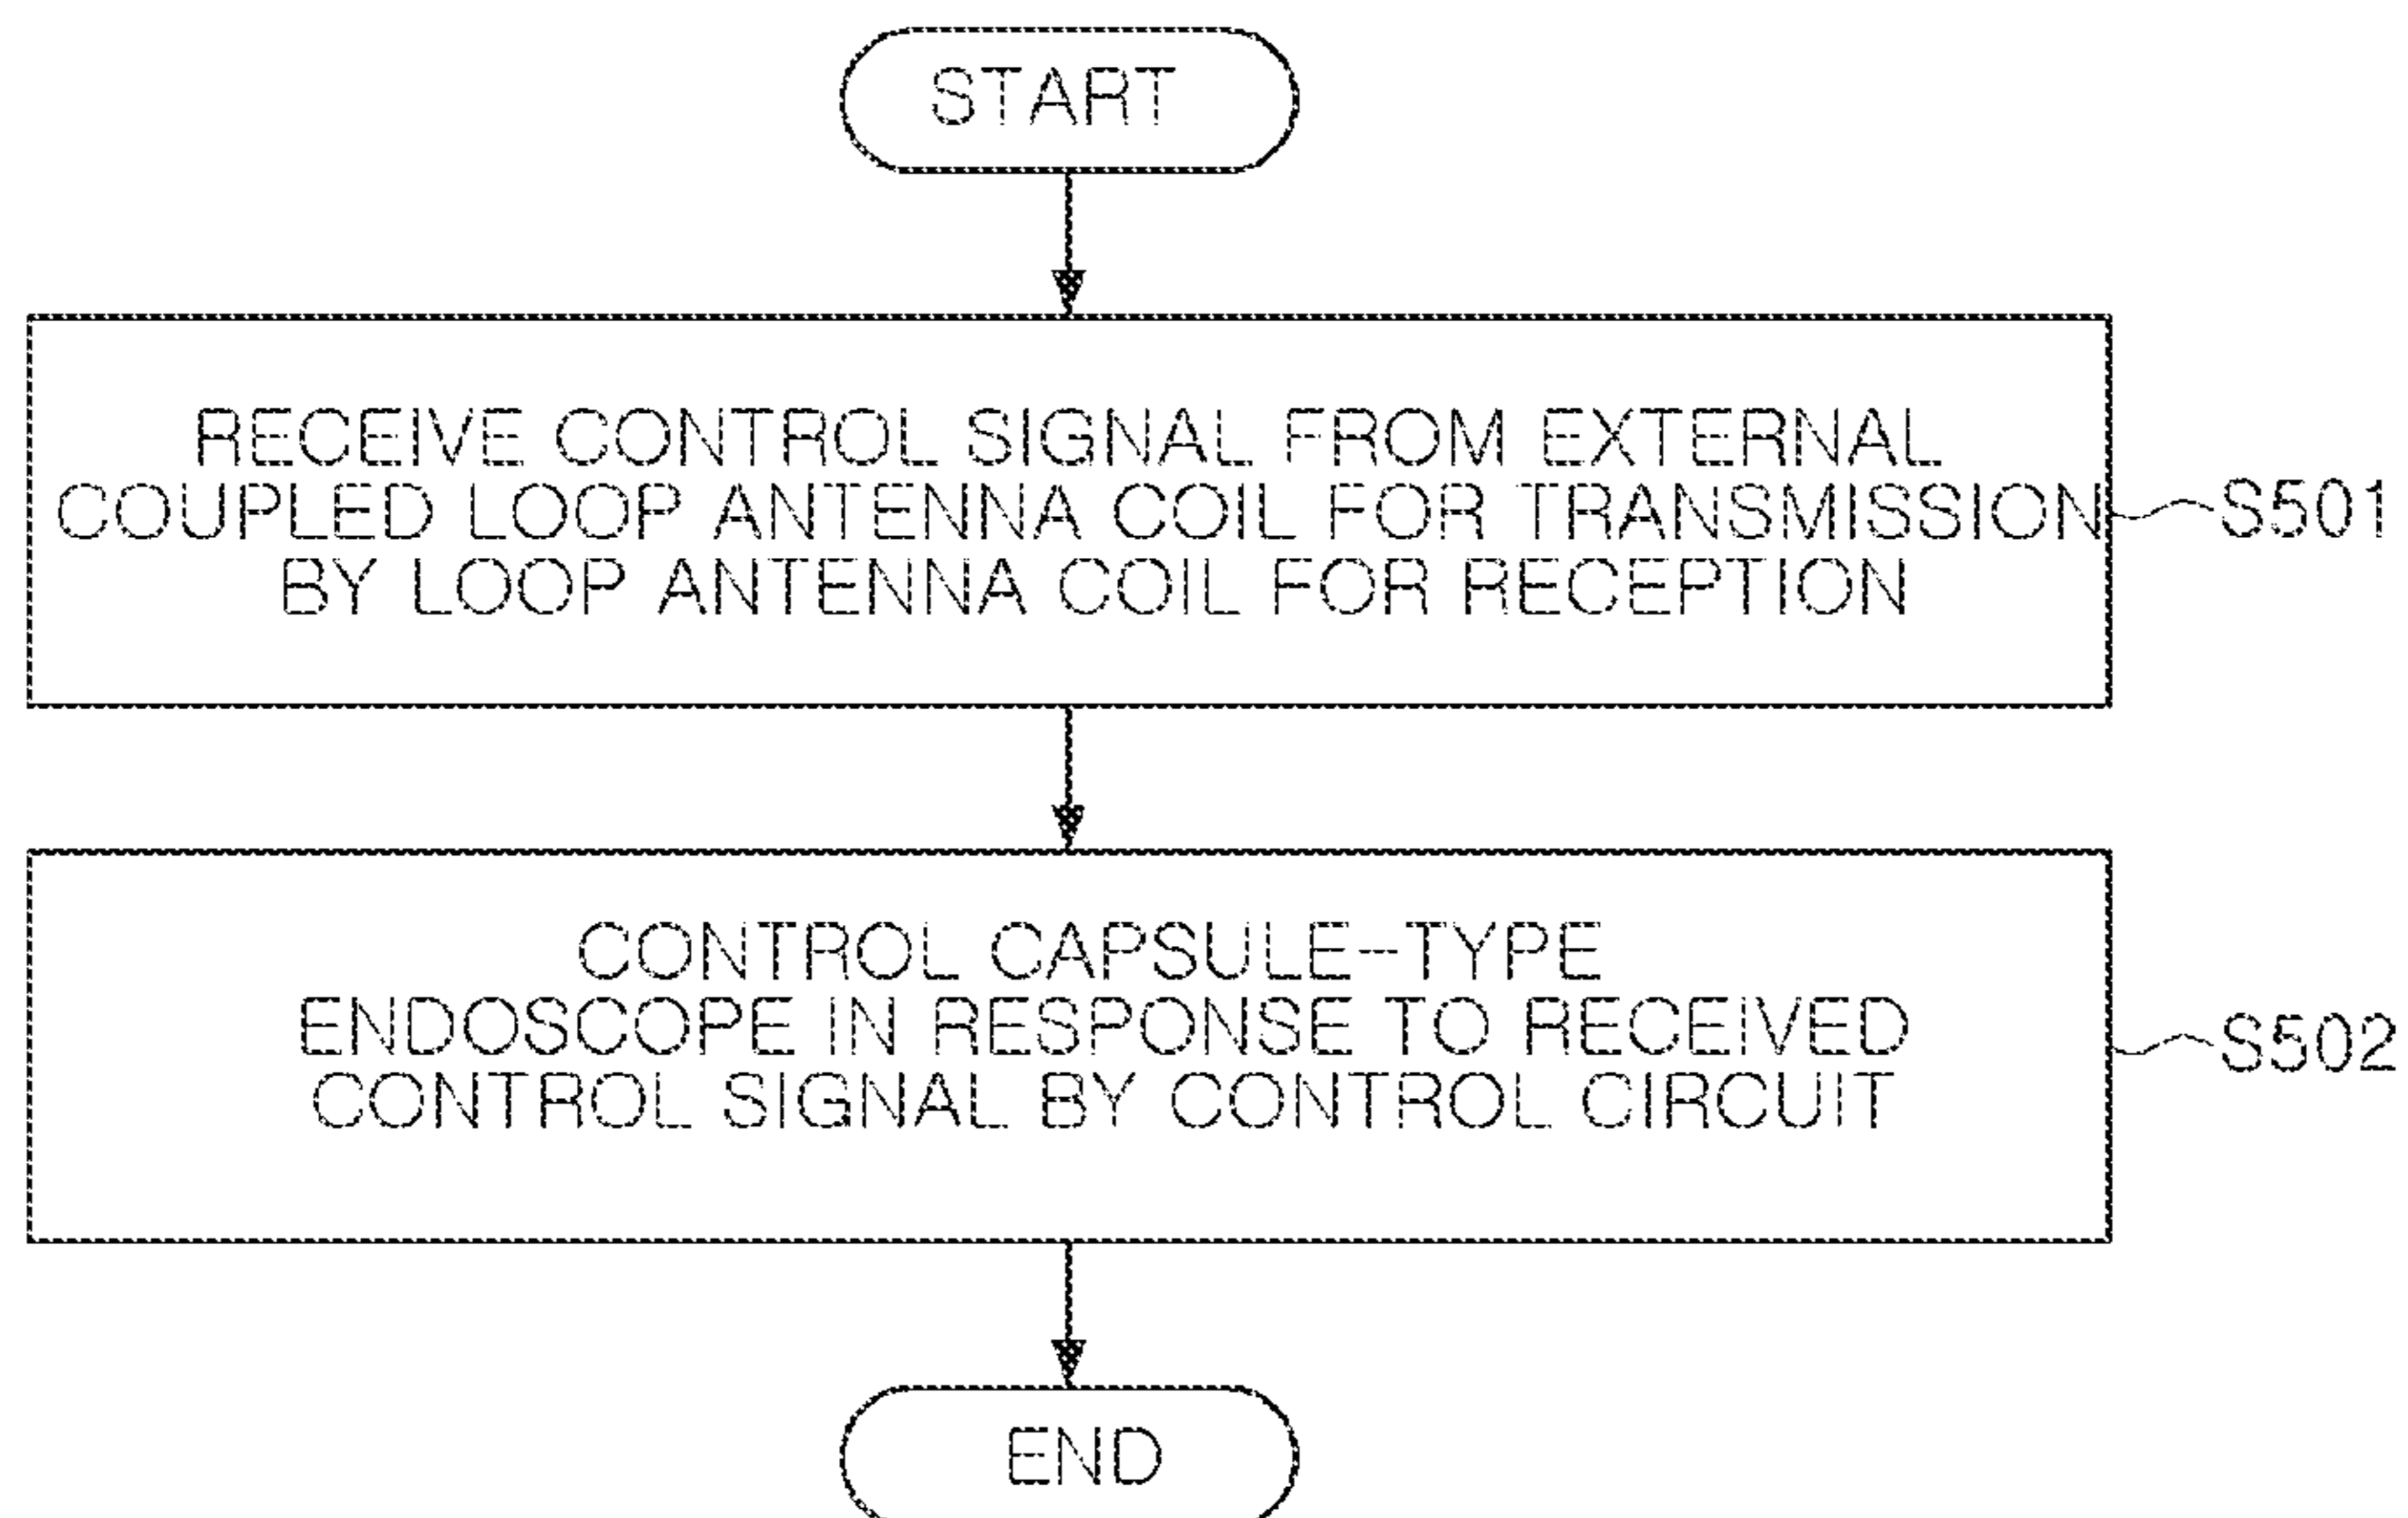 START
RECEIVE CONTROL SIGNAL FROM EXTERNAL
COUPLED LOOP ANTENNA COIL FOR TRANSMISSION
BY LOOP ANTENNA COIL FOR RECEPTION
S501
CONTROL CAPSULE-TYPE
ENDOSCOPE IN RESPONSE TO RECEIVED
CONTROL SIGNAL BY CONTROL CIRCUIT
S502
END